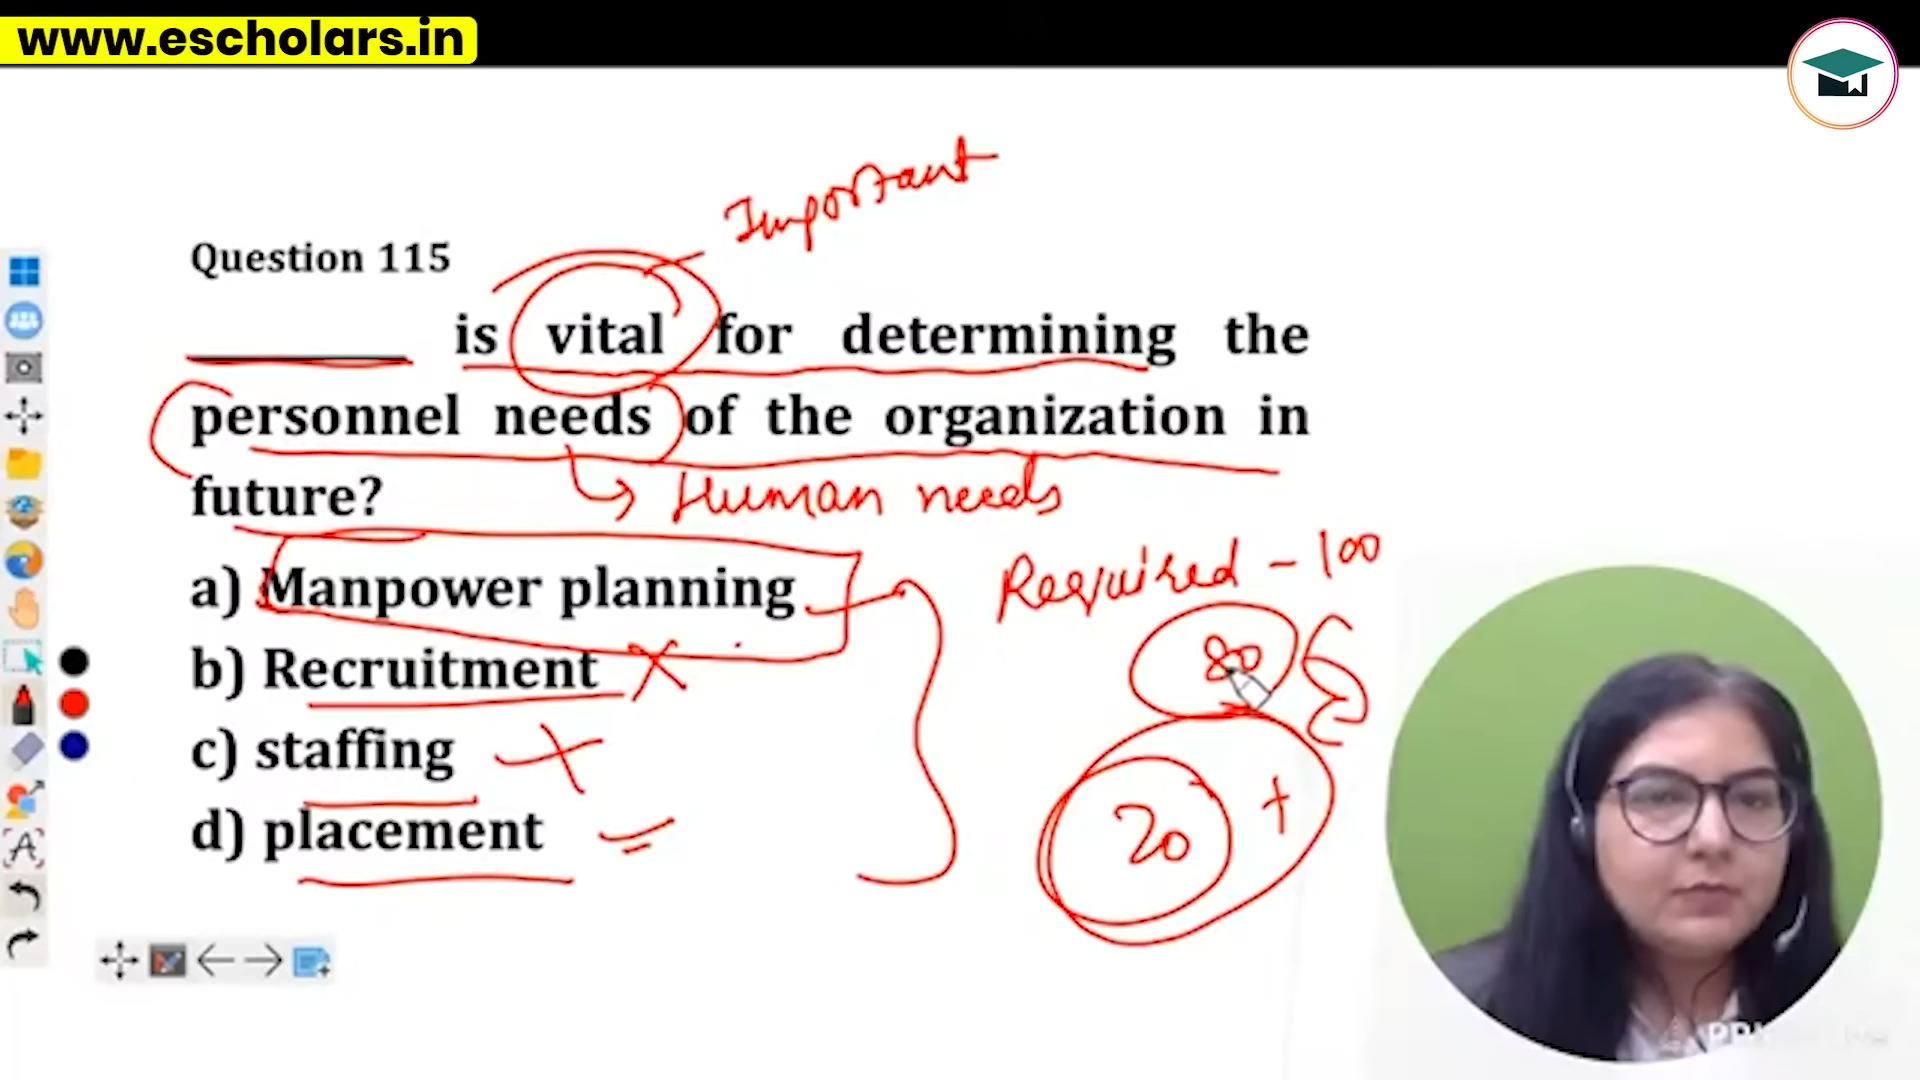 www.escholars.in
Important
Question 115
________ is vital for determining the
personnel needs of the organization in
future?
Human needs
Required - 100
a) Manpower planning
80
b) Recruitment
c) staffing
20 +
d) placement